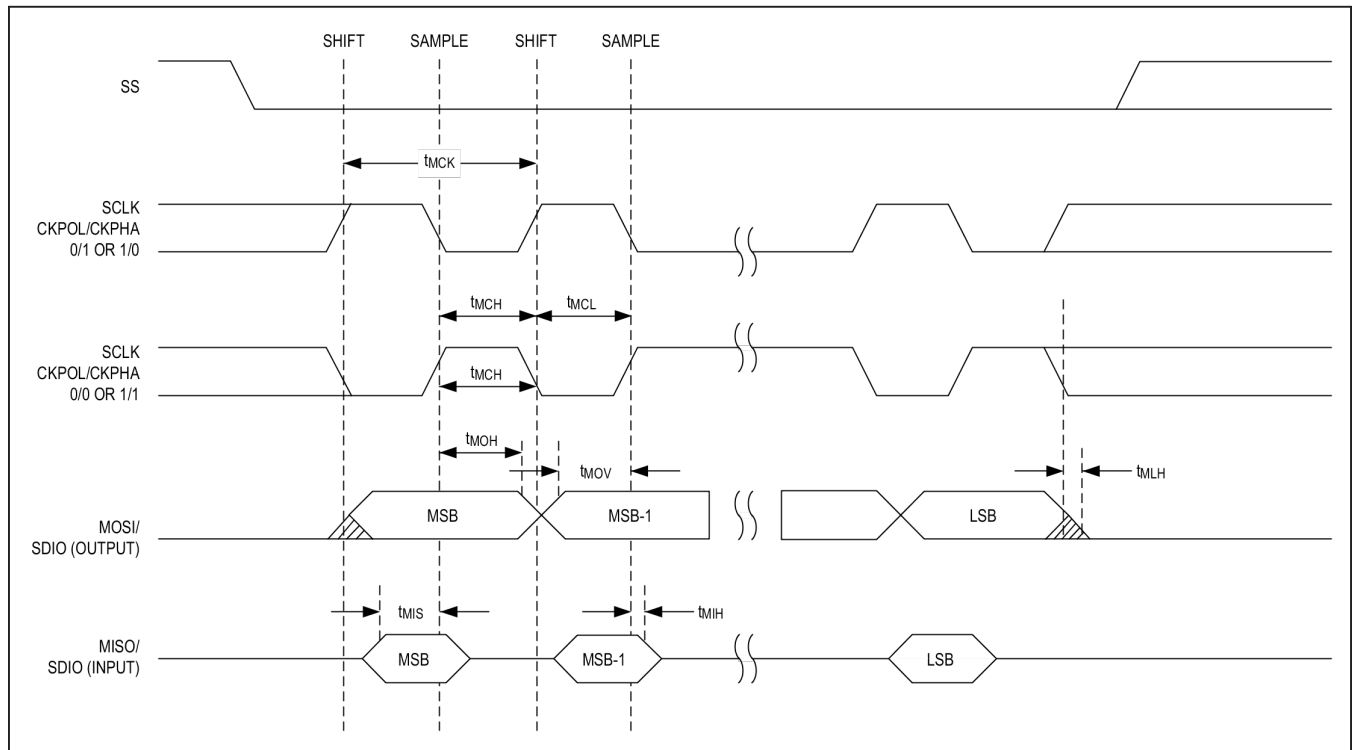 SHIFT SAMPLE SHIFT SAMPLE
SS
tMCK
SCLK
CKPOL/CKPHA
0/1 OR 1/0
tMCH tMCL
SCLK
CKPOL/CKPHA
0/0 OR 1/1
tMCH
tMOH
tMOV
tMLH
MOSI/
SDIO (OUTPUT)
MSB MSB-1 LSB
tMIS
tMIH
MISO/
SDIO (INPUT)
MSB MSB-1 LSB